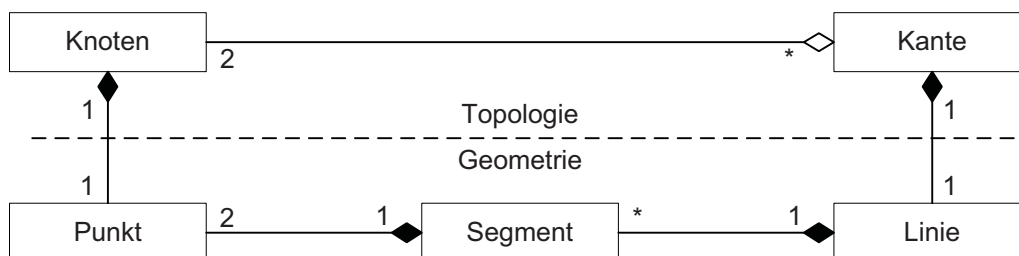 Knoten
2
*
Kante
1
1
Topologie
Geometrie
1
1
Punkt
2
1
Segment
*
1
Linie